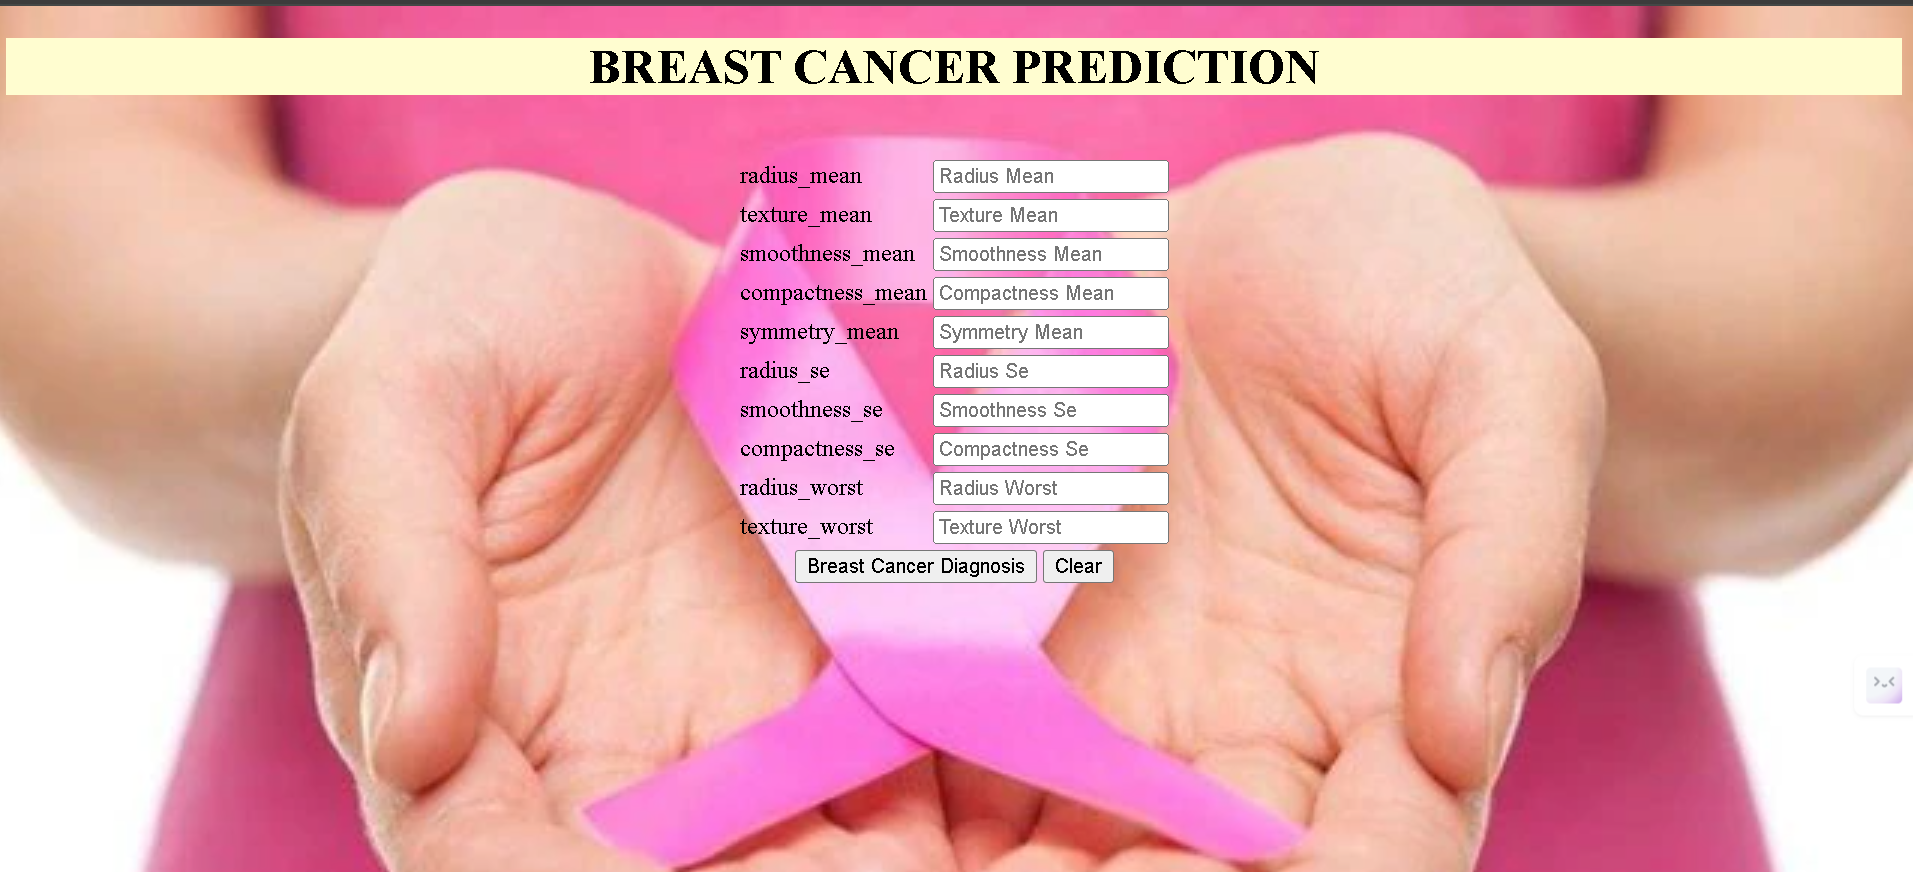 BREAST CANCER PREDICTION
radius_mean Radius Mean
texture_mean Texture Mean
smoothness_mean Smoothness Mean
compactness_mean Compactness Mean
symmetry_mean Symmetry Mean
radius_se Radius Se
smoothness_se Smoothness Se
compactness_se Compactness Se
radius_worst Radius Worst
texture_worst Texture Worst
Breast Cancer Diagnosis Clear